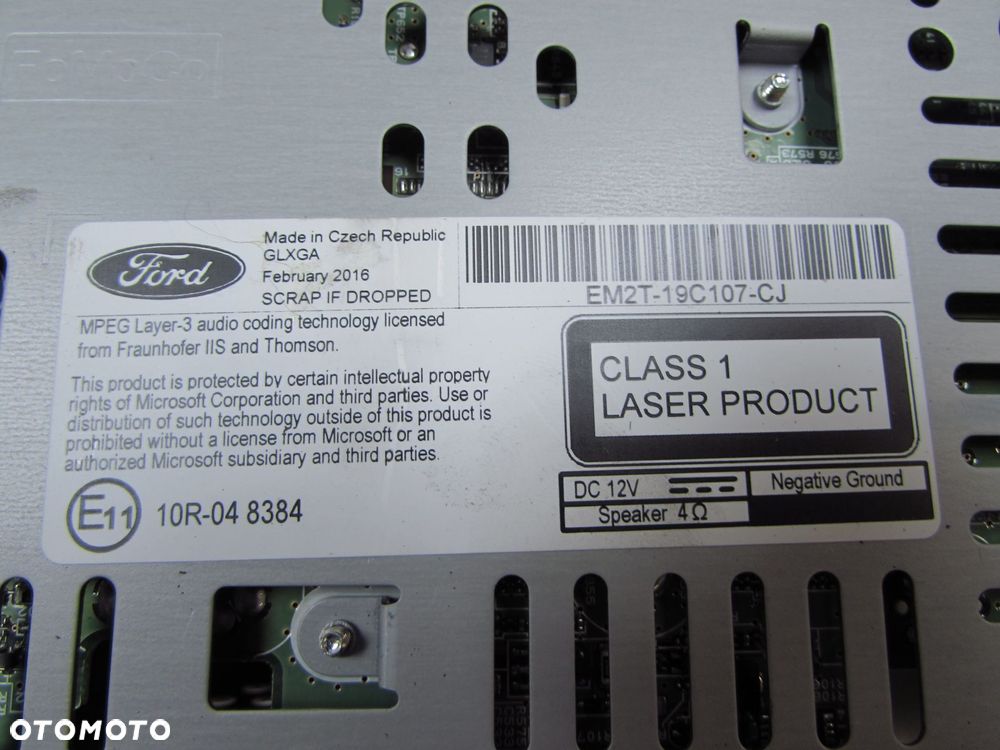 TP652
FoMoCo
16
R573
Ford
Made in Czech Republic
GLXGA
February 2016
SCRAP IF DROPPED
EM2T-19C107-CJ
MPEG Layer-3 audio coding technology licensed
from Fraunhofer IIS and Thomson.
This product is protected by certain intellectual property
rights of Microsoft Corporation and third parties. Use or
distribution of such technology outside of this product is
prohibited without a license from Microsoft or an
authorized Microsoft subsidiary and third parties.
CLASS 1
LASER PRODUCT
DC 12V
Negative Ground
Speaker 4Ω
E11
10R-04 8384
OTOMOTO